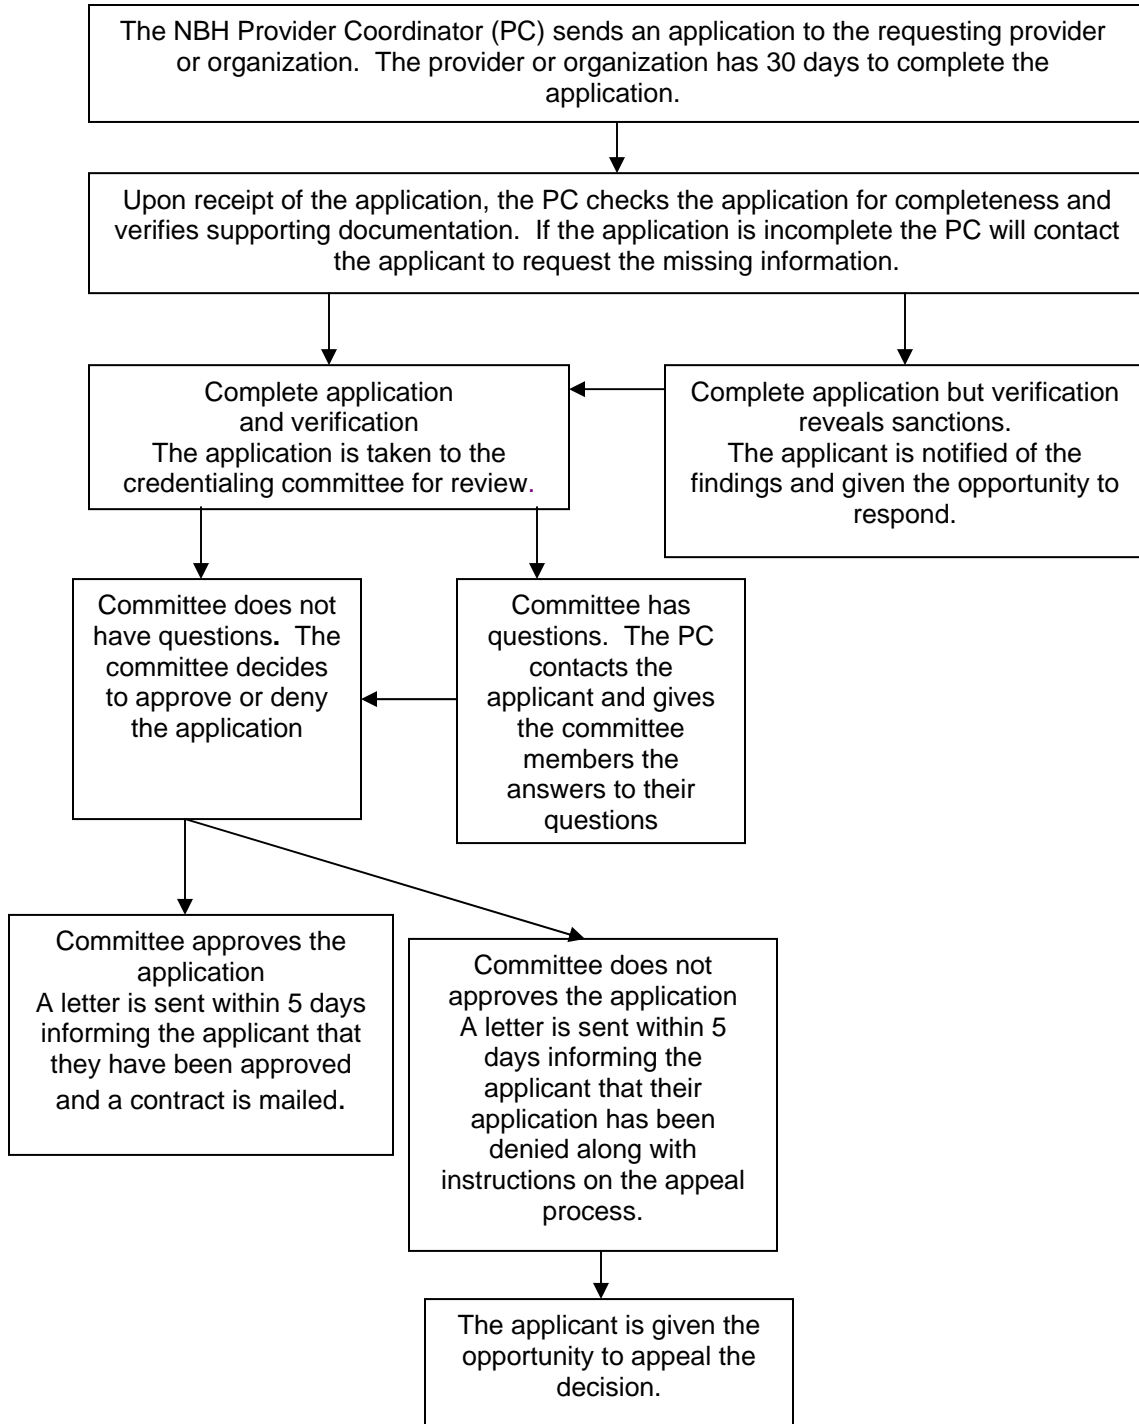 The NBH Provider Coordinator (PC) sends an application to the requesting provider
or organization.  The provider or organization has 30 days to complete the
application.
Upon receipt of the application, the PC checks the application for completeness and
verifies supporting documentation.  If the application is incomplete the PC will contact
the applicant to request the missing information.
Complete application
and verification
The application is taken to the
credentialing committee for review.
Complete application but verification
reveals sanctions.
The applicant is notified of the
findings and given the opportunity to
respond.
Committee does not
have questions.  The
committee decides
to approve or deny
the application
Committee has
questions.  The PC
contacts the
applicant and gives
the committee
members the
answers to their
questions
Committee approves the
application
A letter is sent within 5 days
informing the applicant that
they have been approved
and a contract is mailed.
Committee does not
approves the application
A letter is sent within 5
days informing the
applicant that their
application has been
denied along with
instructions on the appeal
process.
The applicant is given the
opportunity to appeal the
decision.